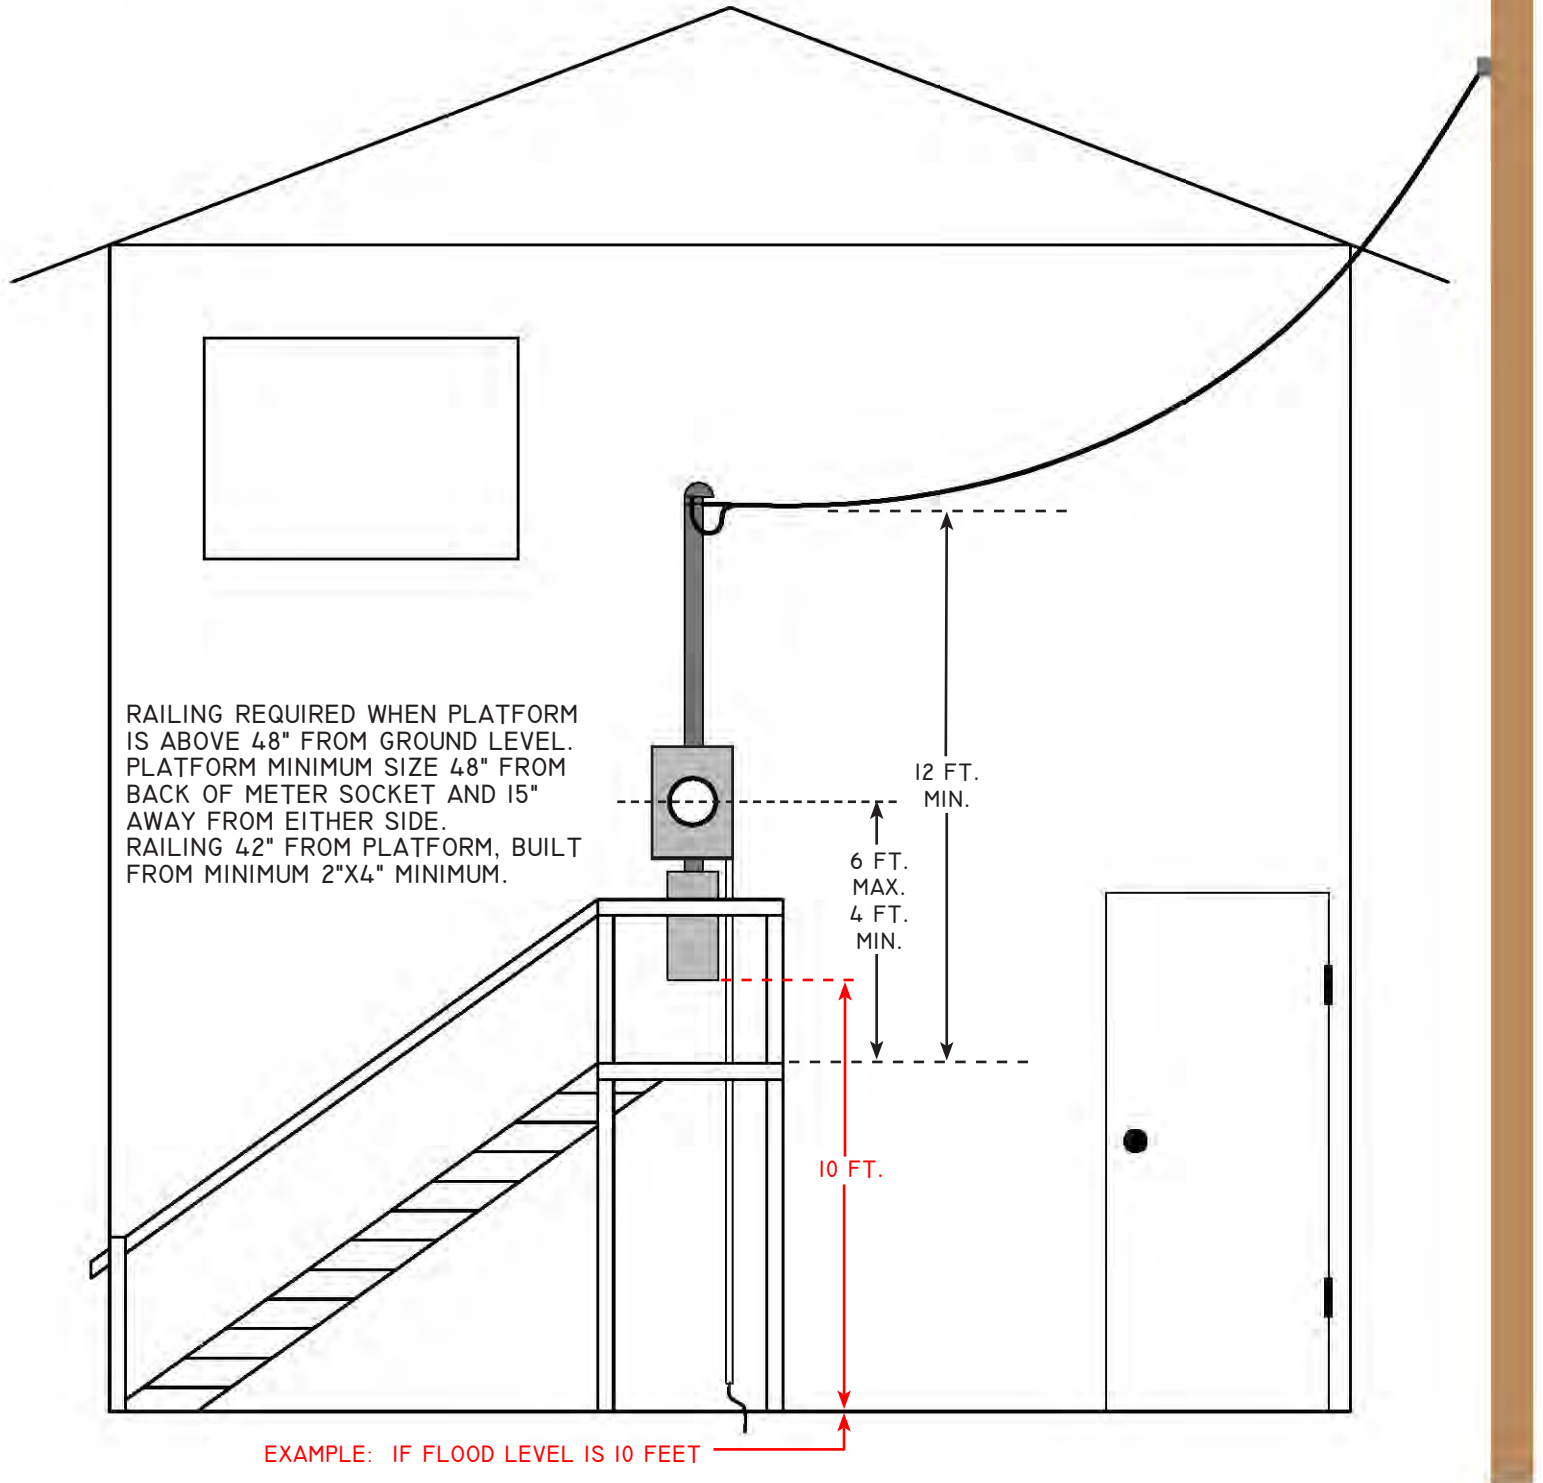 RAILING REQUIRED WHEN PLATFORM
IS ABOVE 48" FROM GROUND LEVEL.
PLATFORM MINIMUM SIZE 48" FROM
BACK OF METER SOCKET AND 15"
AWAY FROM EITHER SIDE.
RAILING 42" FROM PLATFORM, BUILT
FROM MINIMUM 2"X4" MINIMUM.
12 FT.
MIN.
6 FT.
MAX.
4 FT.
MIN.
10 FT.
EXAMPLE: IF FLOOD LEVEL IS 10 FEET